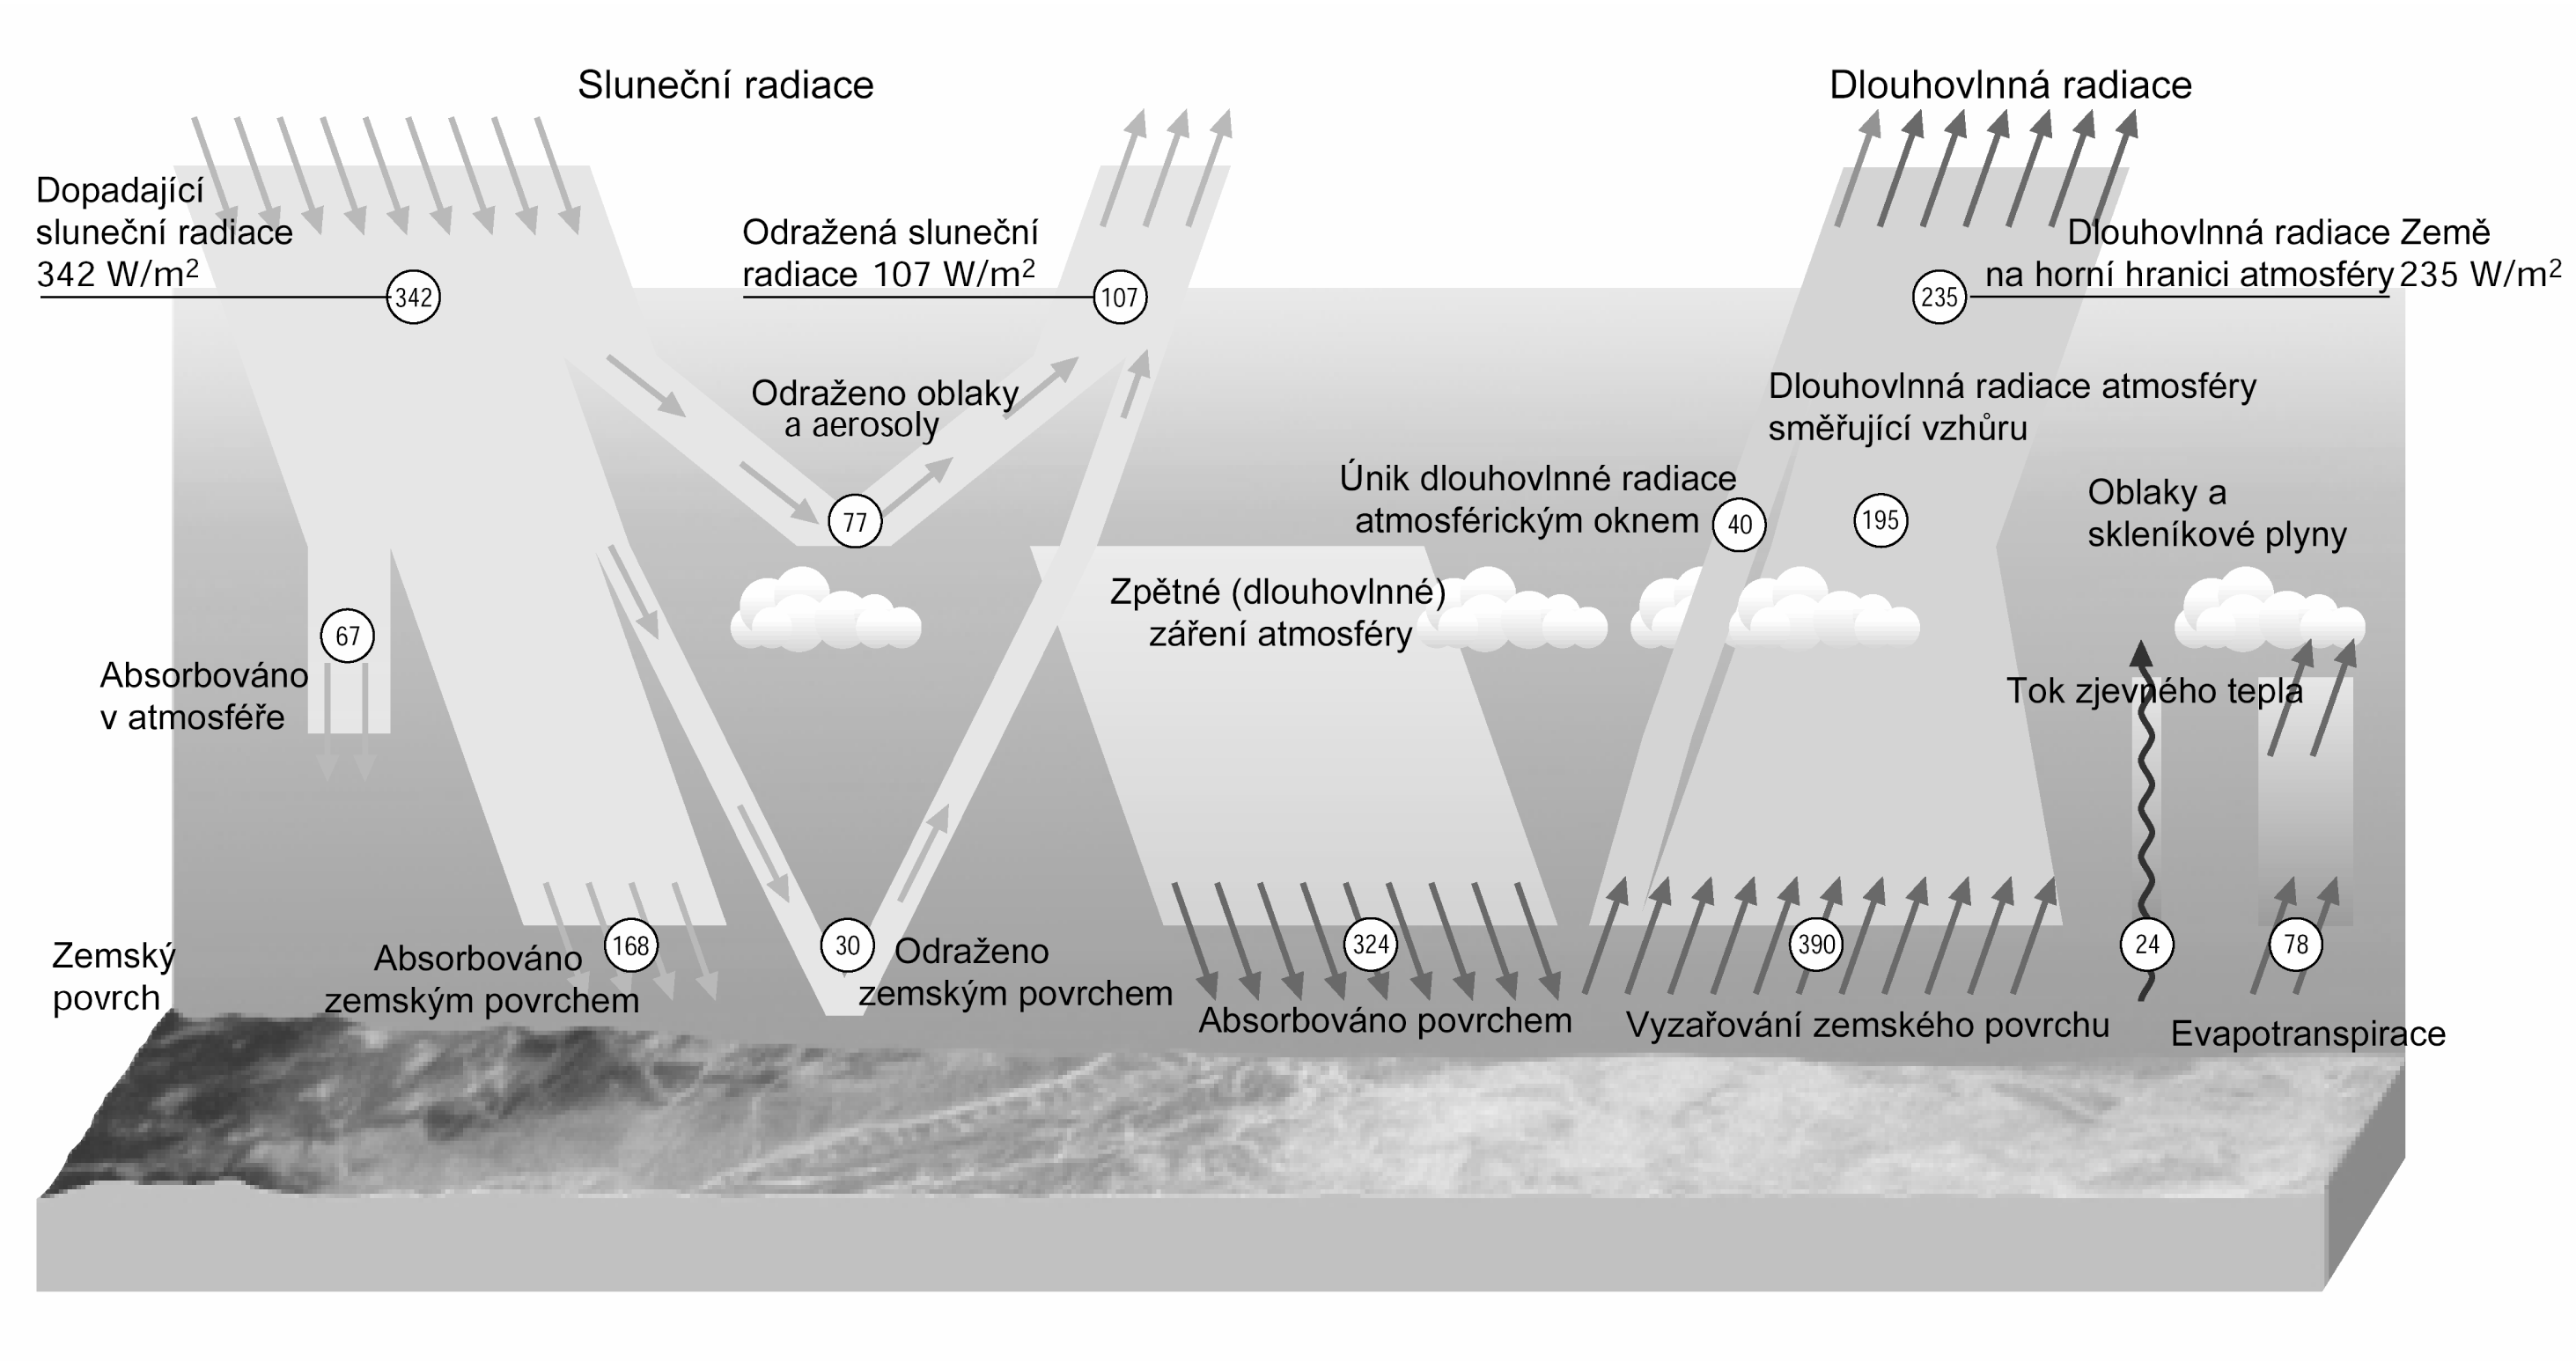 Sluneční radiace
Dlouhovlnná radiace
Dopadající
sluneční radiace
342 W/m²
342
Odražená sluneční
radiace 107 W/m²
107
Dlouhovlnná radiace Země
na horní hranici atmosféry 235 W/m²
235
Odraženo oblaky
a aerosoly
77
Dlouhovlnná radiace atmosféry
směřující vzhůru
195
Únik dlouhovlnné radiace
atmosférickým oknem
40
Oblaky a
skleníkové plyny
Zpětné (dlouhovlnné)
záření atmosféry
67
Absorbováno
v atmosféře
Tok zjevného tepla
Zemský
povrch
Absorbováno
zemským povrchem
168
30
Odraženo
zemským povrchem
324
Absorbováno povrchem
390
Vyzařování zemského povrchu
24
78
Evapotranspirace